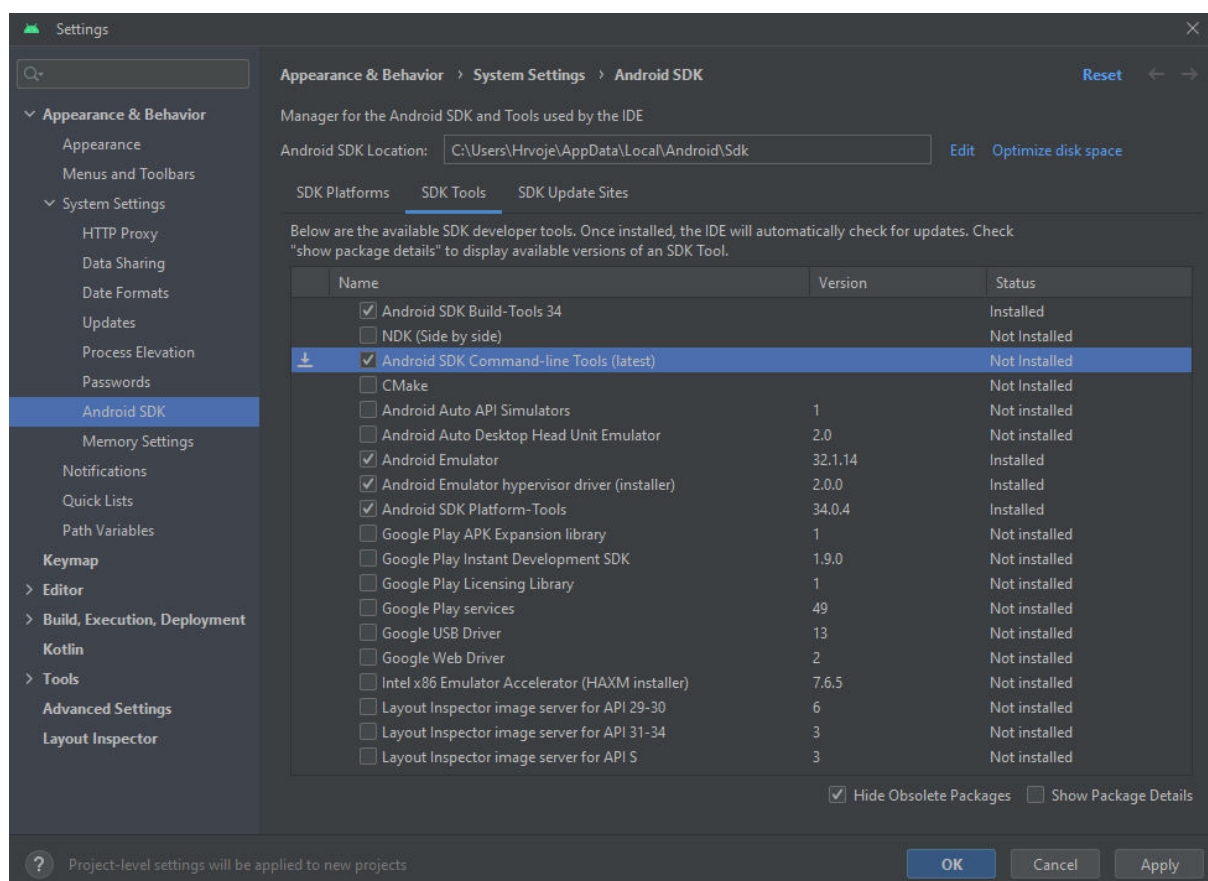 Settings
Appearance & Behavior
Appearance
Menus and Toolbars
System Settings
HTTP Proxy
Data Sharing
Date Formats
Updates
Process Elevation
Passwords
Android SDK
Memory Settings
Notifications
Quick Lists
Path Variables
Keymap
Editor
Build, Execution, Deployment
Kotlin
Tools
Advanced Settings
Layout Inspector
Appearance & Behavior > System Settings > Android SDK Reset
Manager for the Android SDK and Tools used by the IDE
Android SDK Location: C:\Users\Hrvoje\AppData\Local\Android\Sdk Edit Optimize disk space
SDK Platforms SDK Tools SDK Update Sites
Below are the available SDK developer tools. Once installed, the IDE will automatically check for updates. Check
"show package details" to display available versions of an SDK Tool.
Name Version Status
Android SDK Build-Tools 34 Installed
NDK (Side by side) Not Installed
Android SDK Command-line Tools (latest) Not Installed
CMake Not Installed
Android Auto API Simulators 1 Not installed
Android Auto Desktop Head Unit Emulator 2.0 Not installed
Android Emulator 32.1.14 Installed
Android Emulator hypervisor driver (installer) 2.0.0 Installed
Android SDK Platform-Tools 34.0.4 Installed
Google Play APK Expansion library 1 Not installed
Google Play Instant Development SDK 1.9.0 Not installed
Google Play Licensing Library 1 Not installed
Google Play services 49 Not installed
Google USB Driver 13 Not installed
Google Web Driver 2 Not installed
Intel x86 Emulator Accelerator (HAXM installer) 7.6.5 Not installed
Layout Inspector image server for API 29-30 6 Not installed
Layout Inspector image server for API 31-34 3 Not installed
Layout Inspector image server for API S 3 Not installed
Hide Obsolete Packages Show Package Details
? Project-level settings will be applied to new projects
OK Cancel Apply